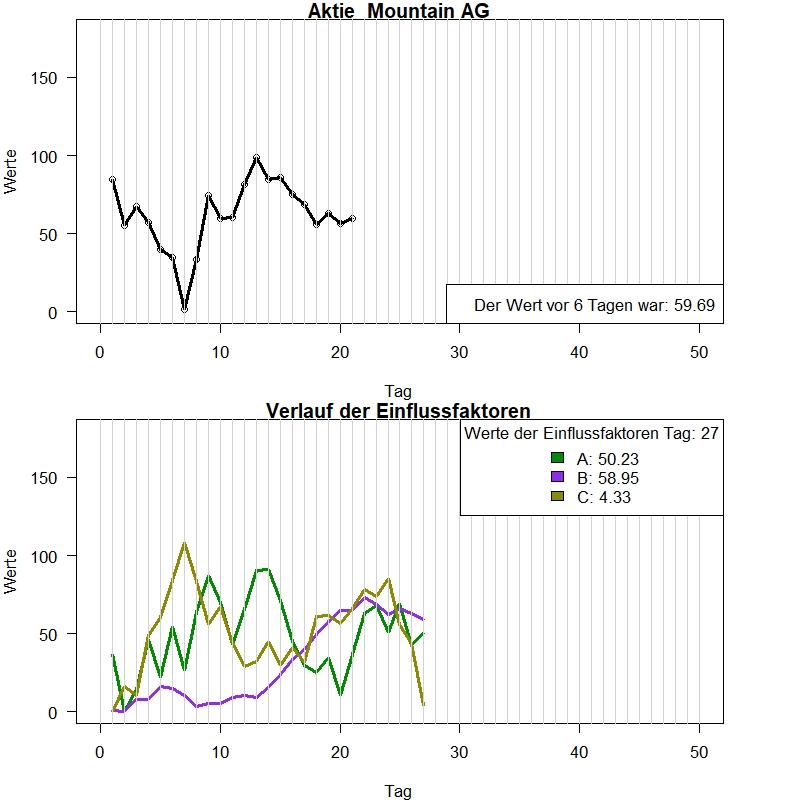 Aktie  Mountain AG
Werte
150
100
50
0
Der Wert vor 6 Tagen war: 59.69
0 10 20 30 40 50
Tag
Verlauf der Einflussfaktoren
Werte
150
100
50
0
Werte der Einflussfaktoren Tag: 27
A: 50.23
B: 58.95
C: 4.33
0 10 20 30 40 50
Tag